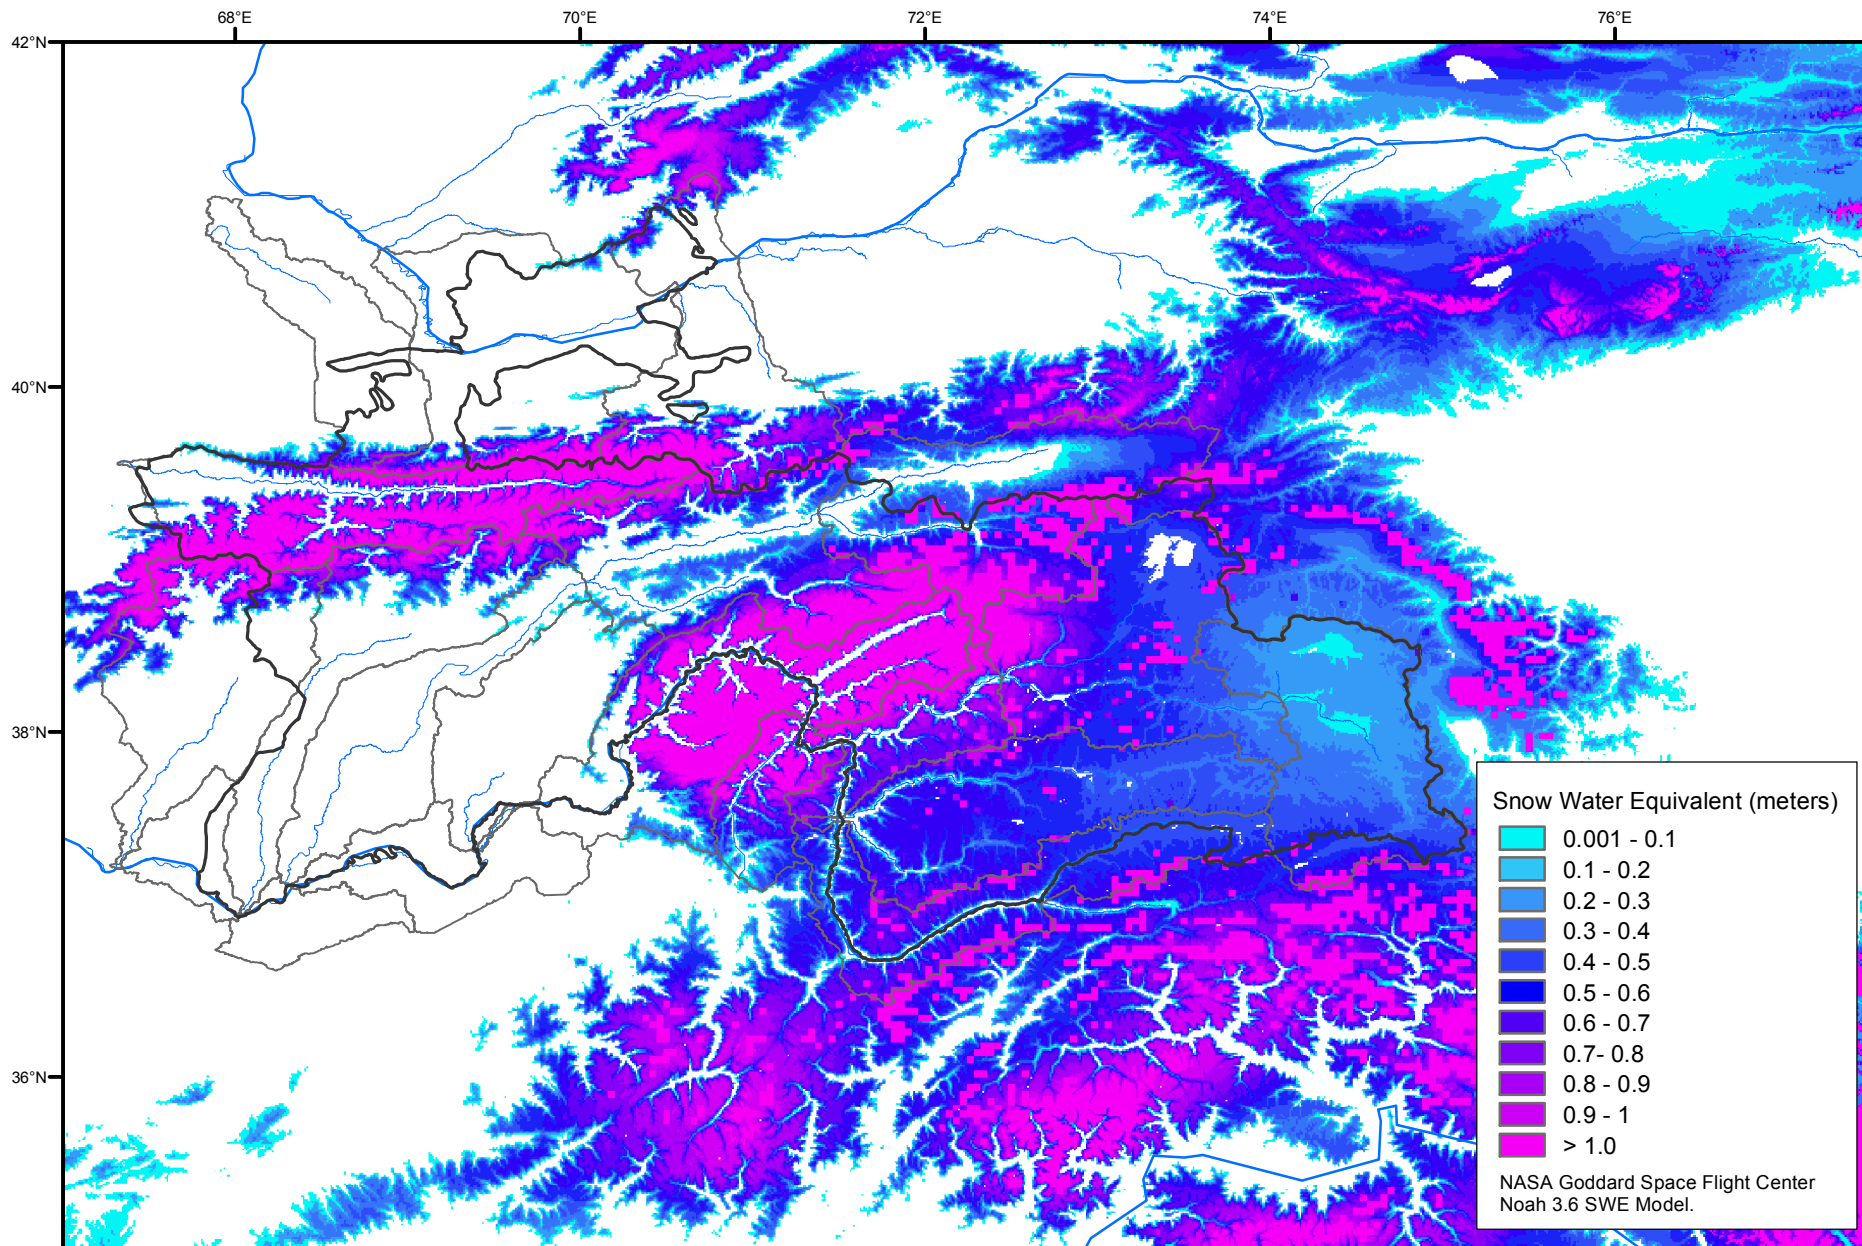 68°E 70°E 72°E 74°E 76°E
42°N
40°N
38°N
36°N
Snow Water Equivalent (meters)
0.001 - 0.1
0.1 - 0.2
0.2 - 0.3
0.3 - 0.4
0.4 - 0.5
0.5 - 0.6
0.6 - 0.7
0.7- 0.8
0.8 - 0.9
0.9 - 1
> 1.0
NASA Goddard Space Flight Center
Noah 3.6 SWE Model.